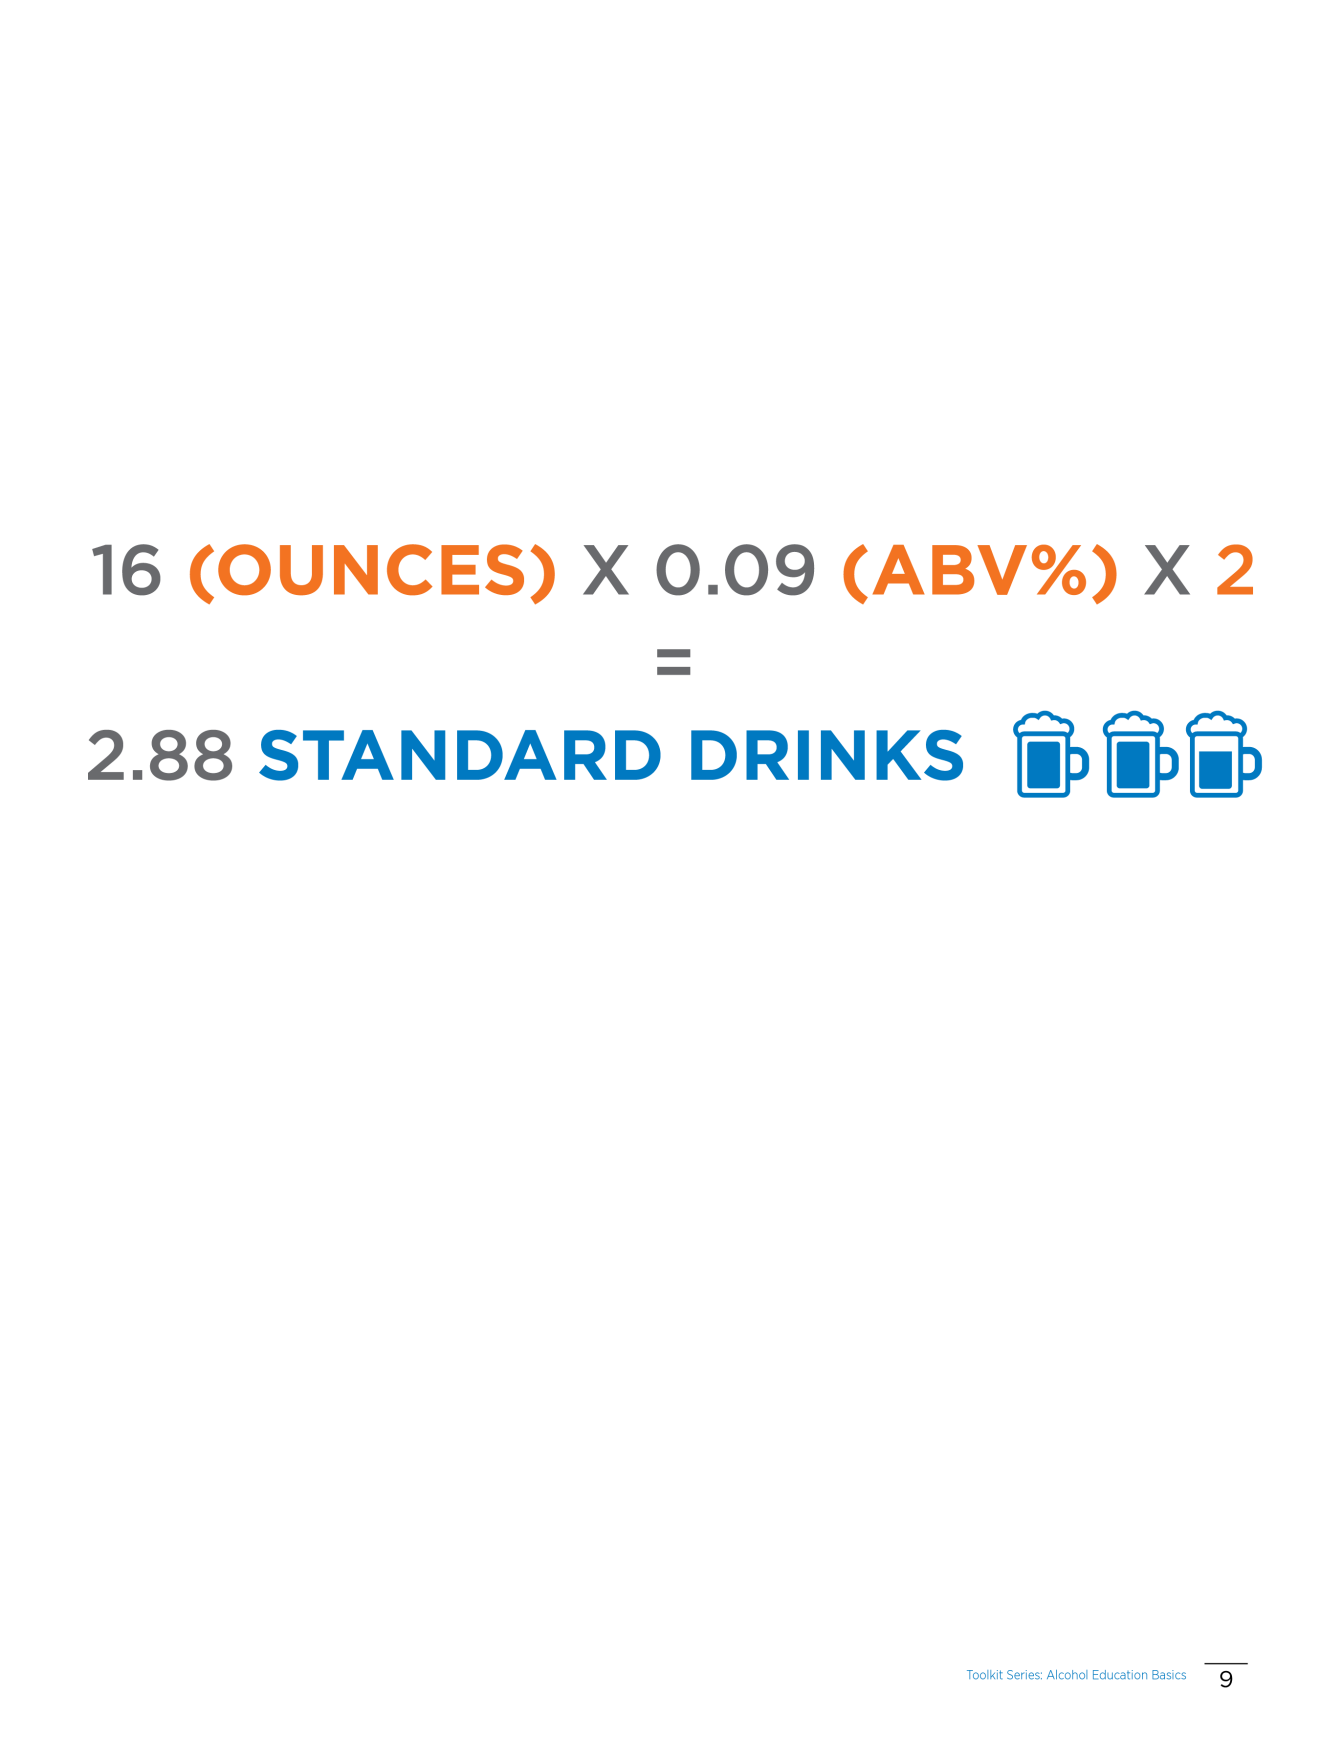 16 (OUNCES) X 0.09 (ABV%) X 2
=
2.88 STANDARD DRINKS
Toolkit Series: Alcohol Education Basics 9